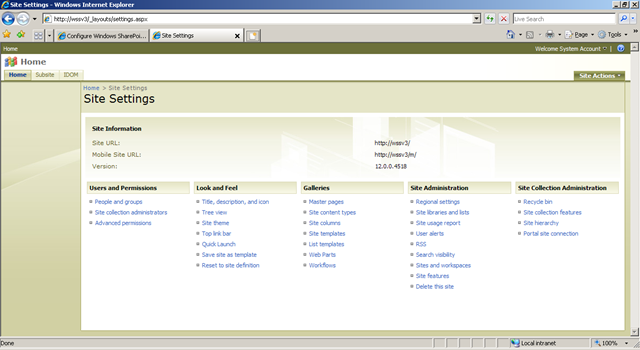 Site Settings - Windows Internet Explorer
http://wssv3/_layouts/settings.aspx
Live Search
Configure Windows SharePoi...
Site Settings
Page
Tools
Home
Welcome System Account
Home
Home Subsite IDOM
Site Actions
Home > Site Settings
Site Settings
Site Information
Site URL: http://wssv3/
Mobile Site URL: http://wssv3/m/
Version: 12.0.0.4518
Users and Permissions
People and groups
Site collection administrators
Advanced permissions
Look and Feel
Title, description, and icon
Tree view
Site theme
Top link bar
Quick Launch
Save site as template
Reset to site definition
Galleries
Master pages
Site content types
Site columns
Site templates
List templates
Web Parts
Workflows
Site Administration
Regional settings
Site libraries and lists
Site usage report
User alerts
RSS
Search visibility
Sites and workspaces
Site features
Delete this site
Site Collection Administration
Recycle bin
Site collection features
Site hierarchy
Portal site connection
Done
Local intranet
100%